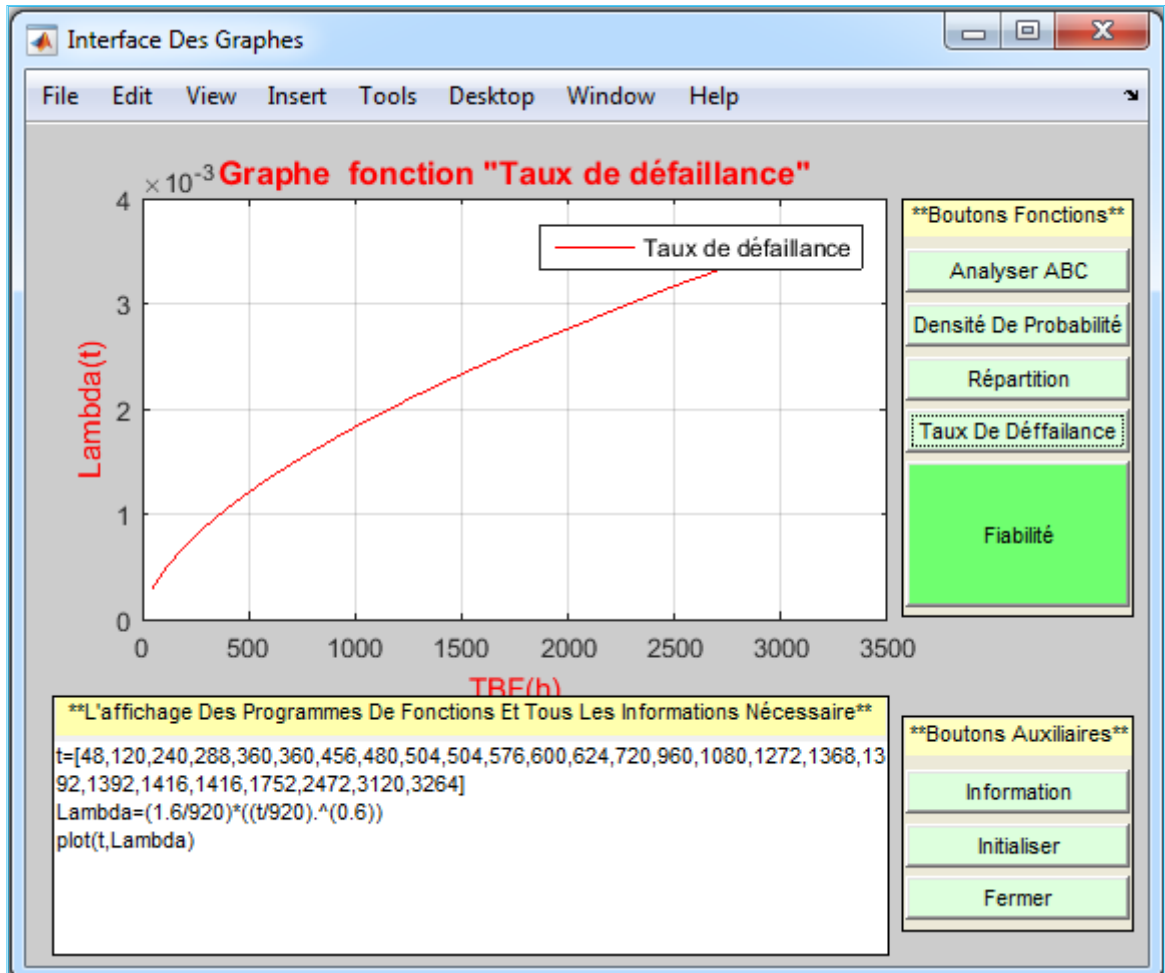 Interface Des Graphes
File Edit View Insert Tools Desktop Window Help
×10-3 Graphe fonction "Taux de défaillance"
Taux de défaillance
4
3
2
1
0
Lambda(t)
0 500 1000 1500 2000 2500 3000 3500
TBF(h)
**Boutons Fonctions**
Analyser ABC
Densité De Probabilité
Répartition
Taux De Déffailance
Fiabilité
**L'affichage Des Programmes De Fonctions Et Tous Les Informations Nécessaire**
t=[48,120,240,288,360,360,456,480,504,504,576,600,624,720,960,1080,1272,1368,13
92,1392,1416,1416,1752,2472,3120,3264]
Lambda=(1.6/920)*((t/920).^(0.6))
plot(t,Lambda)
**Boutons Auxiliaires**
Information
Initialiser
Fermer